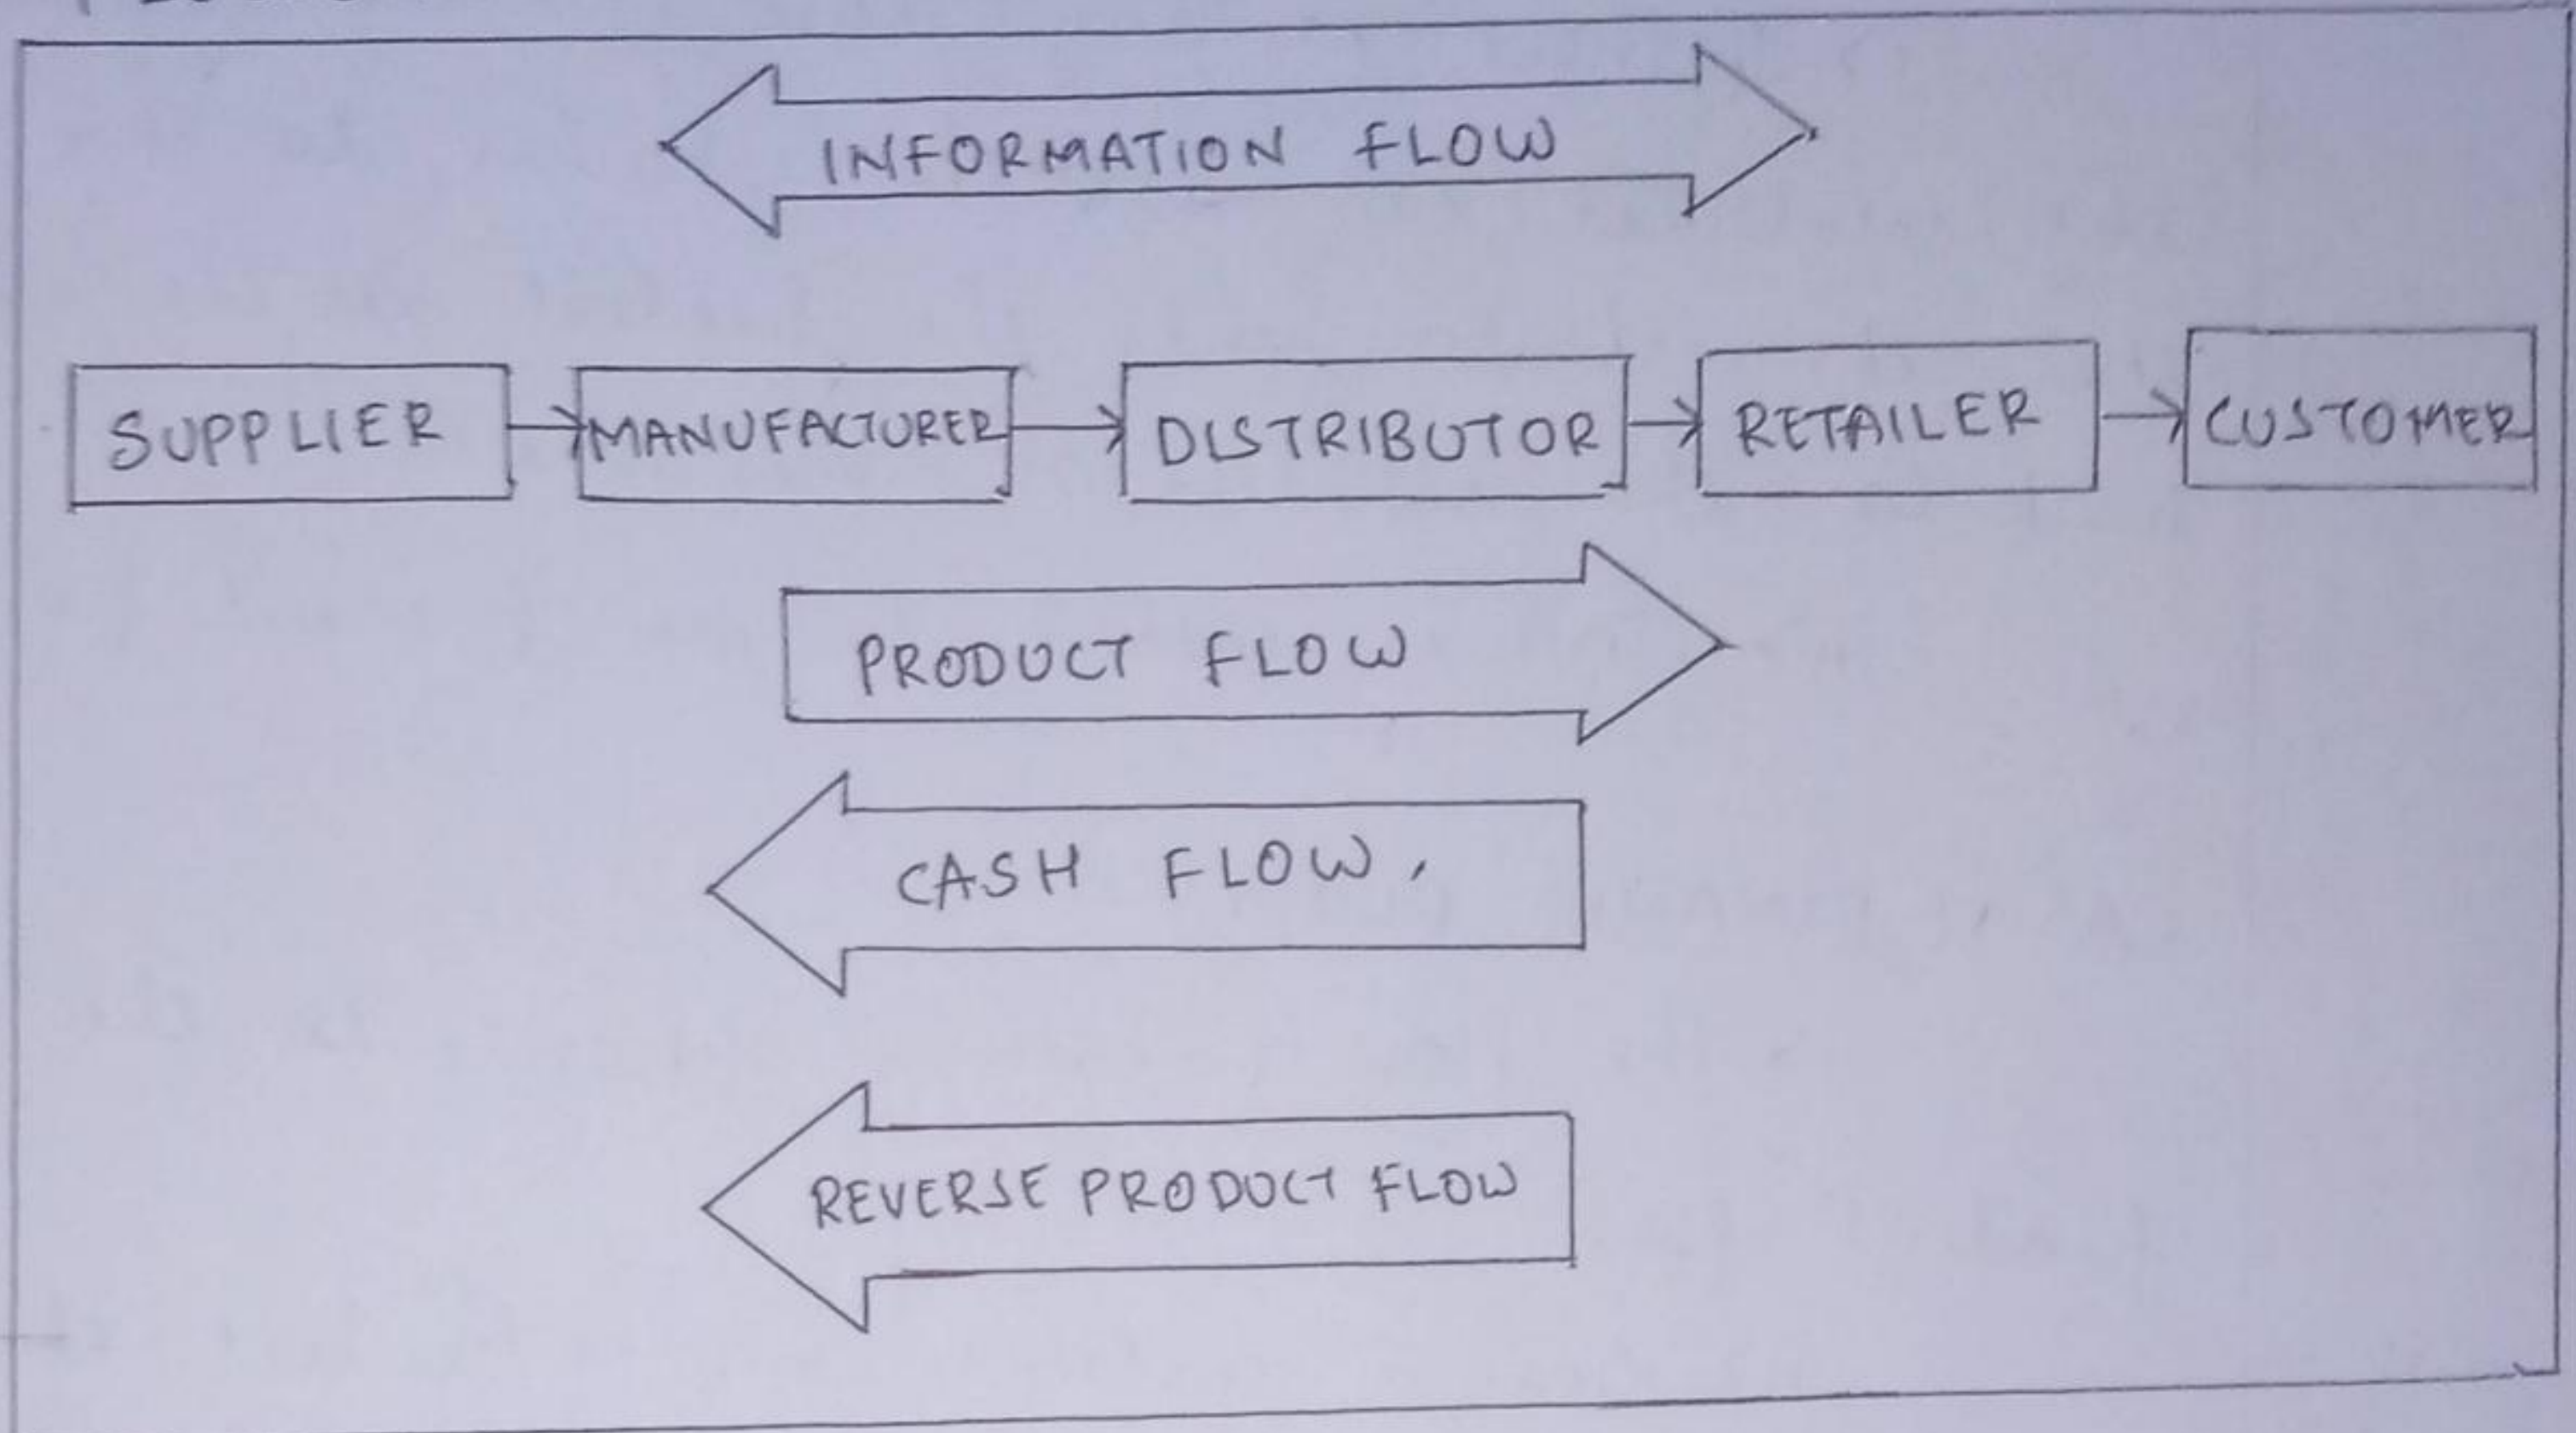 INFORMATION FLOW
SUPPLIER MANUFACTURER DISTRIBUTOR RETAILER CUSTOMER
PRODUCT FLOW
CASH FLOW,
REVERSE PRODUCT FLOW